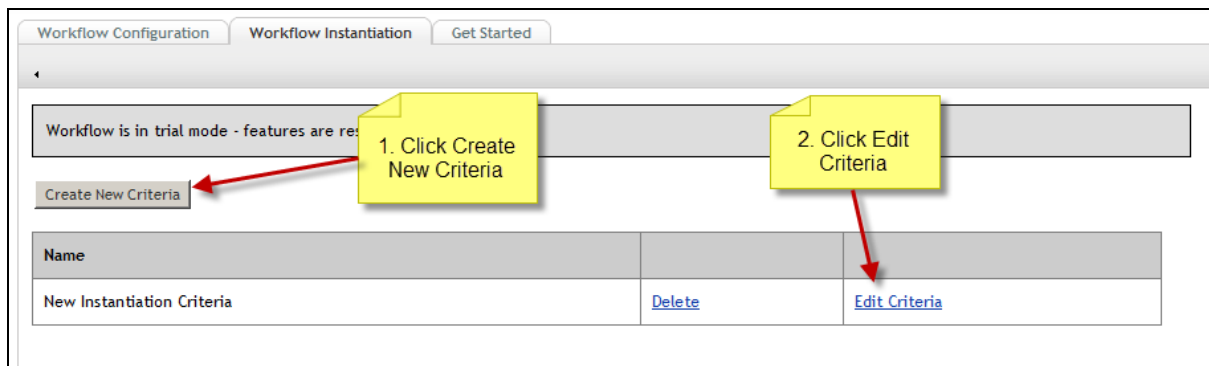 Workflow Configuration Workflow Instantiation Get Started
Workflow is in trial mode - features are
1. Click Create
New Criteria
2. Click Edit
Criteria
Create New Criteria
Name
New Instantiation Criteria Delete Edit Criteria